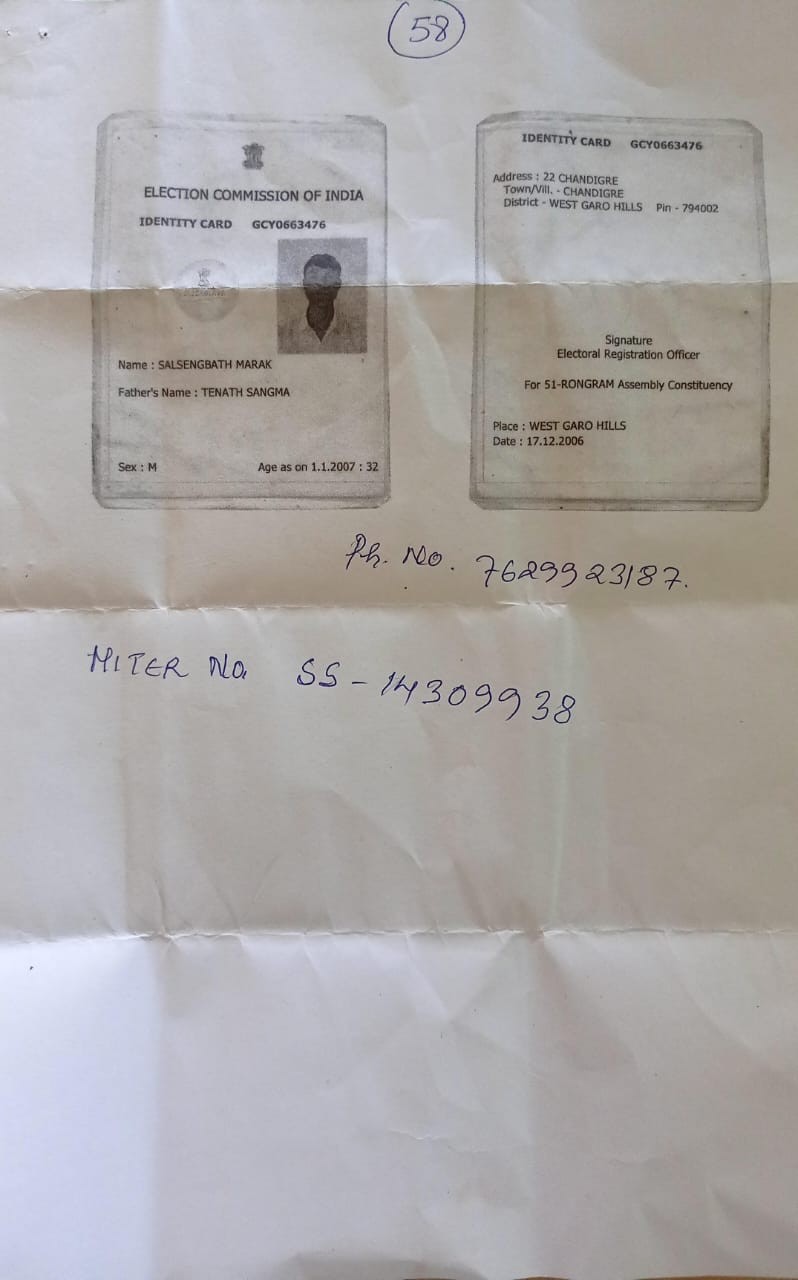 58
ELECTION COMMISSION OF INDIA
IDENTITY CARD GCY0663476
Name : SALSENGBATH MARAK
Father's Name : TENATH SANGMA
Sex : M Age as on 1.1.2007 : 32
IDENTITY CARD GCY0663476
Address : 22 CHANDIGRE
Town/Vill. - CHANDIGRE
District - WEST GARO HILLS Pin - 794002
Signature
Electoral Registration Officer
For 51-RONGRAM Assembly Constituency
Place : WEST GARO HILLS
Date : 17.12.2006
Ph. No. 7629923187.
MITER No. SS-14309938